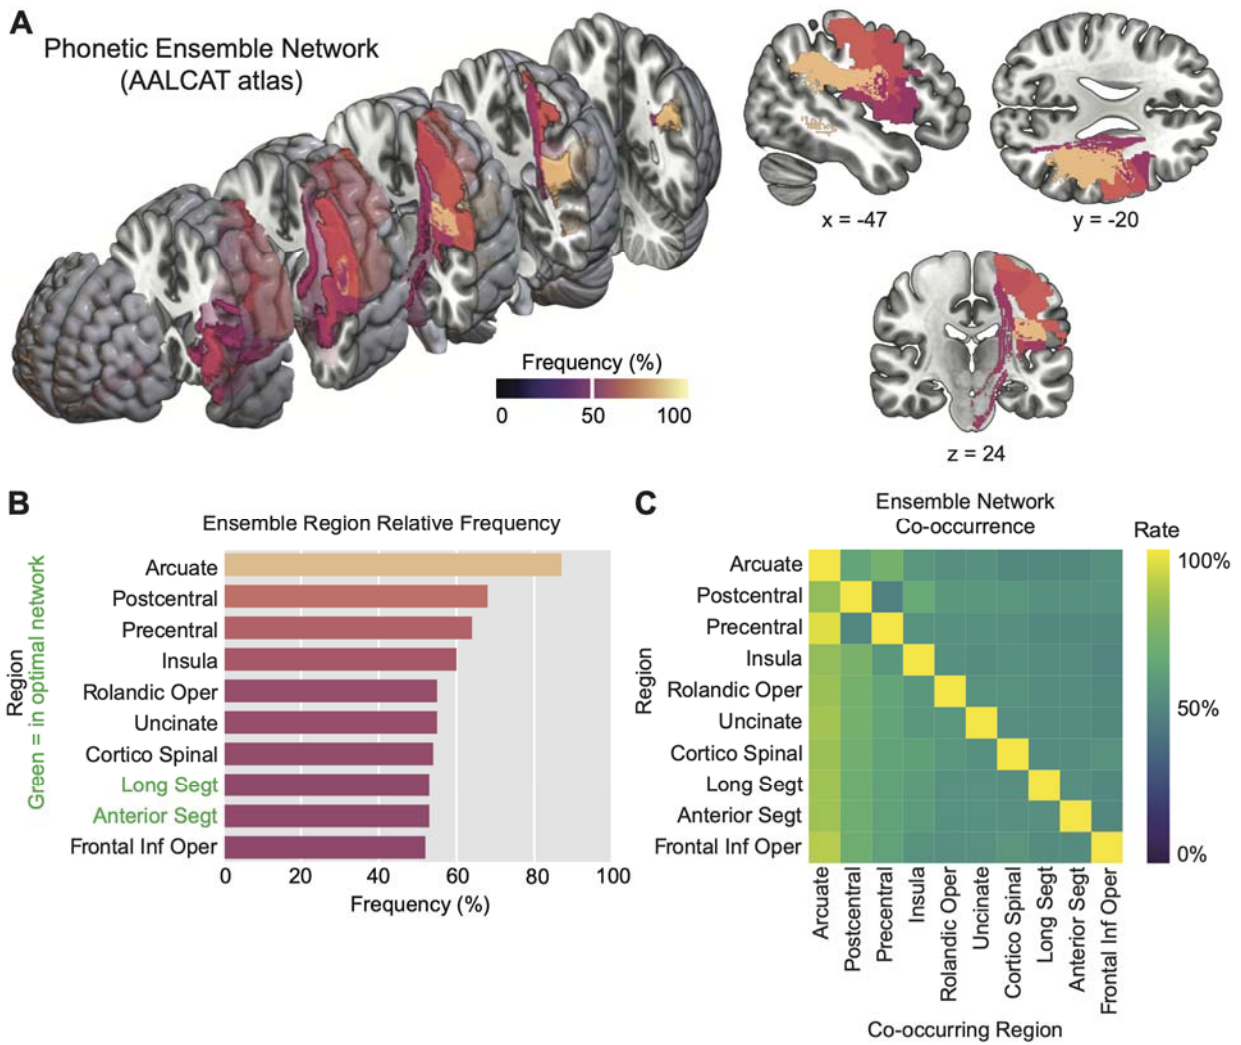 A
Phonetic Ensemble Network
(AALCAT atlas)
x = -47
y = -20
z = 24
Frequency (%)
0 50 100
B
Ensemble Region Relative Frequency
Region
Green = in optimal network
Arcuate
Postcentral
Precentral
Insula
Rolandic Oper
Uncinate
Cortico Spinal
Long Segt
Anterior Segt
Frontal Inf Oper
0 20 40 60 80 100
Frequency (%)
C
Ensemble Network
Co-occurrence
Rate
100%
50%
0%
Region
Arcuate
Postcentral
Precentral
Insula
Rolandic Oper
Uncinate
Cortico Spinal
Long Segt
Anterior Segt
Frontal Inf Oper
Arcuate
Postcentral
Precentral
Insula
Rolandic Oper
Uncinate
Cortico Spinal
Long Segt
Anterior Segt
Frontal Inf Oper
Co-occurring Region